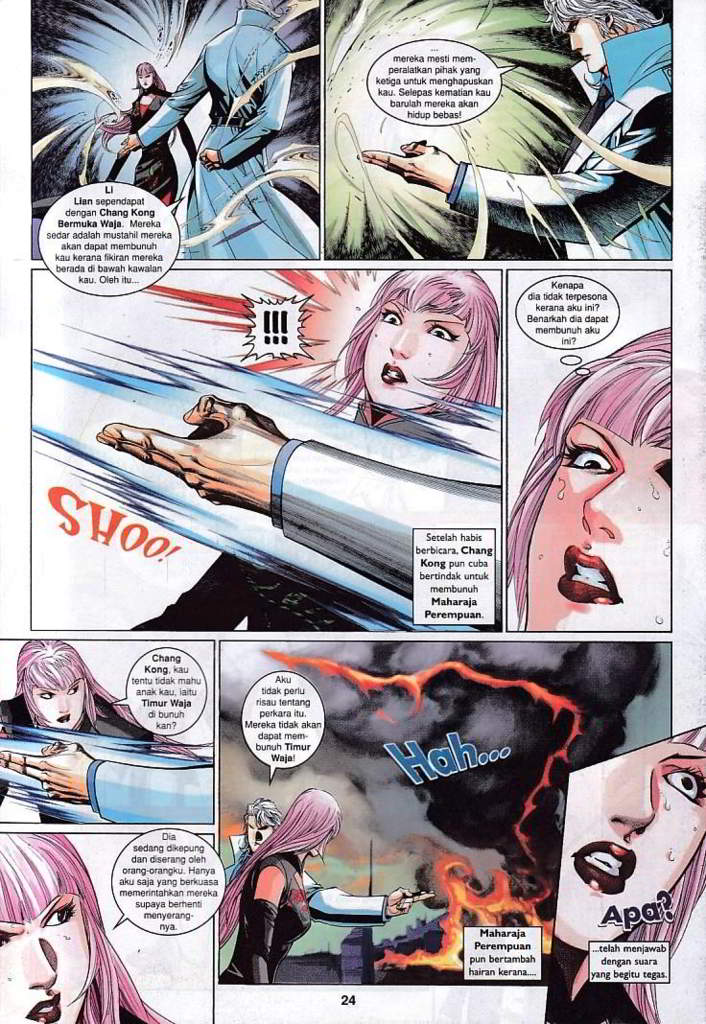 Li
Lian sependapat
dengan Chang Kong
Bermuka Waja. Mereka
sedar adalah mustahil mereka
akan dapat membunuh
kau kerana fikiran mereka
berada di bawah kawalan
kau. Oleh itu...
...
mereka mesti mem-
peralatkan pihak yang
ketiga untuk menghapuskan
kau. Selepas kematian kau
barulah mereka akan
hidup bebas!
!!!
SHOO!
Setelah habis
berbicara, Chang
Kong pun cuba
bertindak untuk
membunuh
Maharaja
Perempuan.
Kenapa
dia tidak terpesona
kerana aku ini?
Benarkah dia dapat
membunuh aku
ini?
Chang
Kong, kau
tentu tidak mahu
anak kau, iaitu
Timur Waja
di bunuh
kan?
Dia
sedang dikepung
dan diserang oleh
orang-orangku. Hanya
aku saja yang berkuasa
memerintahkan mereka
supaya berhenti
menyerang-
nya.
Aku
tidak perlu
risau tentang
perkara itu.
Mereka tidak akan
dapat mem-
bunuh Timur
Waja!
Hah...
Maharaja
Perempuan
pun bertambah
hairan kerana....
Apa?
...telah menjawab
dengan suara
yang begitu tegas.
24